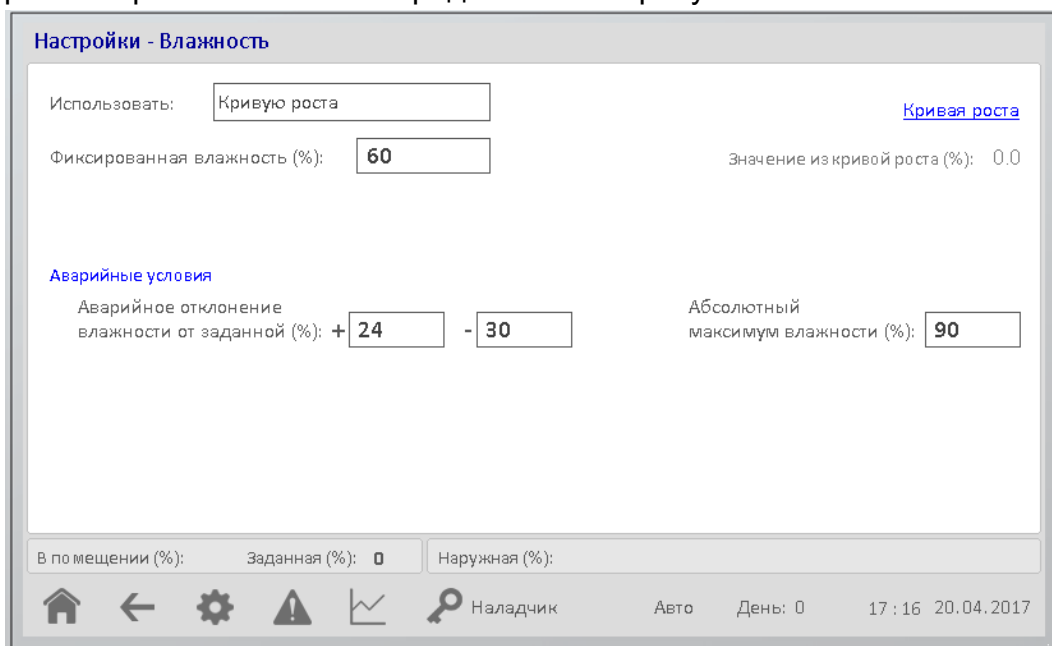 Настройки - Влажность
Использовать: Кривую роста
Кривая роста
Фиксированная влажность (%): 60
Значение из кривой роста (%): 0.0
Аварийные условия
Аварийное отклонение
влажности от заданной (%): + 24 - 30
Абсолютный
максимум влажности (%): 90
В помещении (%): Заданная (%): 0 Наружная (%):
Наладчик Авто День: 0 17 : 16 20.04.2017